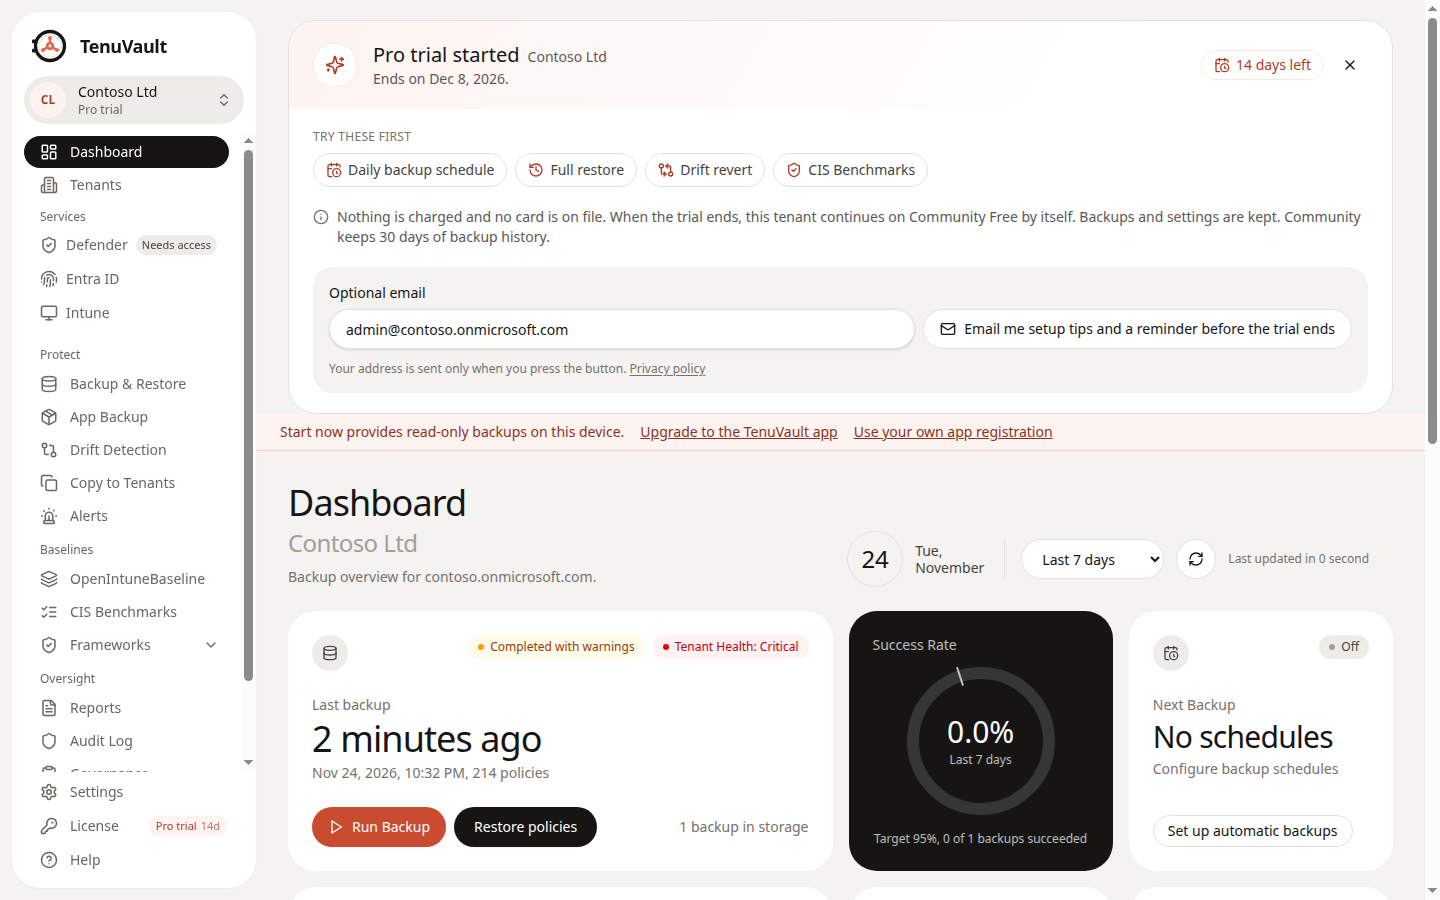 TenuVault
CL
Contoso Ltd
Pro trial
Dashboard
Tenants
Services
Defender
Needs access
Entra ID
Intune
Protect
Backup & Restore
App Backup
Drift Detection
Copy to Tenants
Alerts
Baselines
OpenIntuneBaseline
CIS Benchmarks
Frameworks
Oversight
Reports
Audit Log
Settings
License
Pro trial 14d
Help
Pro trial started Contoso Ltd
Ends on Dec 8, 2026.
14 days left
TRY THESE FIRST
Daily backup schedule
Full restore
Drift revert
CIS Benchmarks
Nothing is charged and no card is on file. When the trial ends, this tenant continues on Community Free by itself. Backups and settings are kept. Community
keeps 30 days of backup history.
Optional email
admin@contoso.onmicrosoft.com
Email me setup tips and a reminder before the trial ends
Your address is sent only when you press the button. Privacy policy
Start now provides read-only backups on this device. Upgrade to the TenuVault app Use your own app registration
Dashboard
Contoso Ltd
Backup overview for contoso.onmicrosoft.com.
24
Tue,
November
Last 7 days
Last updated in 0 second
Completed with warnings
Tenant Health: Critical
Last backup
2 minutes ago
Nov 24, 2026, 10:32 PM, 214 policies
Run Backup
Restore policies
1 backup in storage
Success Rate
0.0%
Last 7 days
Target 95%, 0 of 1 backups succeeded
Off
Next Backup
No schedules
Configure backup schedules
Set up automatic backups